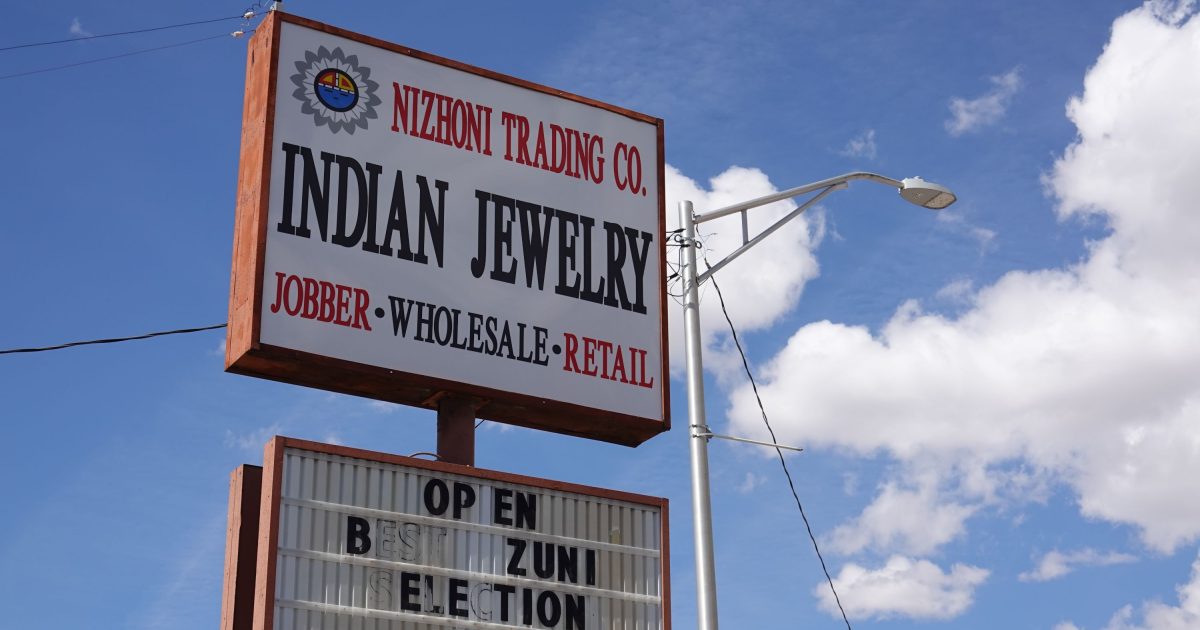 NIZHONI TRADING CO.
INDIAN JEWELRY
JOBBER • WHOLESALE • RETAIL
OPEN
BEST ZUNI
SELECTION